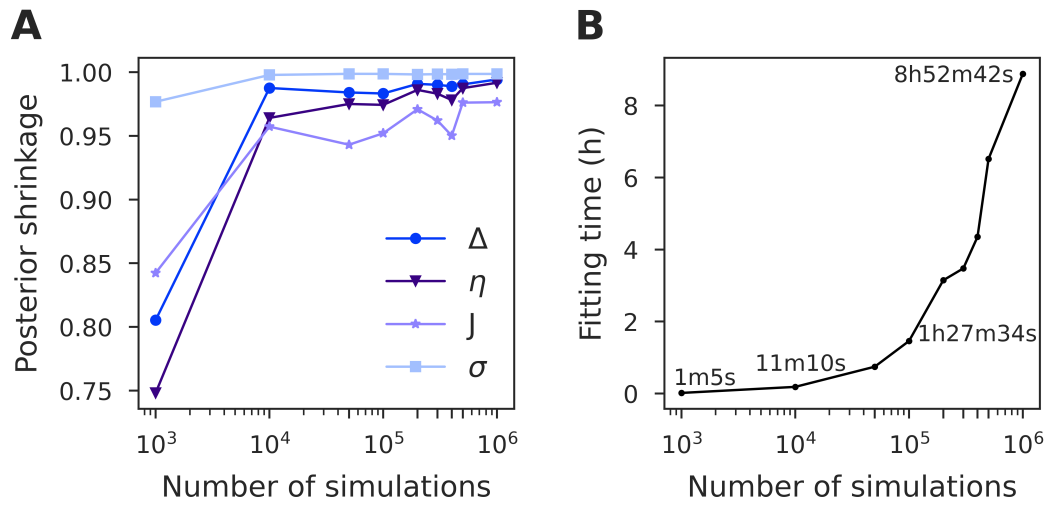 A
Posterior shrinkage
1.00
0.95
0.90
0.85
0.80
0.75
Δ
η
J
σ
10³
10⁴
10⁵
10⁶
Number of simulations
B
Fitting time (h)
8
6
4
2
0
8h52m42s
1h27m34s
11m10s
1m5s
10³
10⁴
10⁵
10⁶
Number of simulations